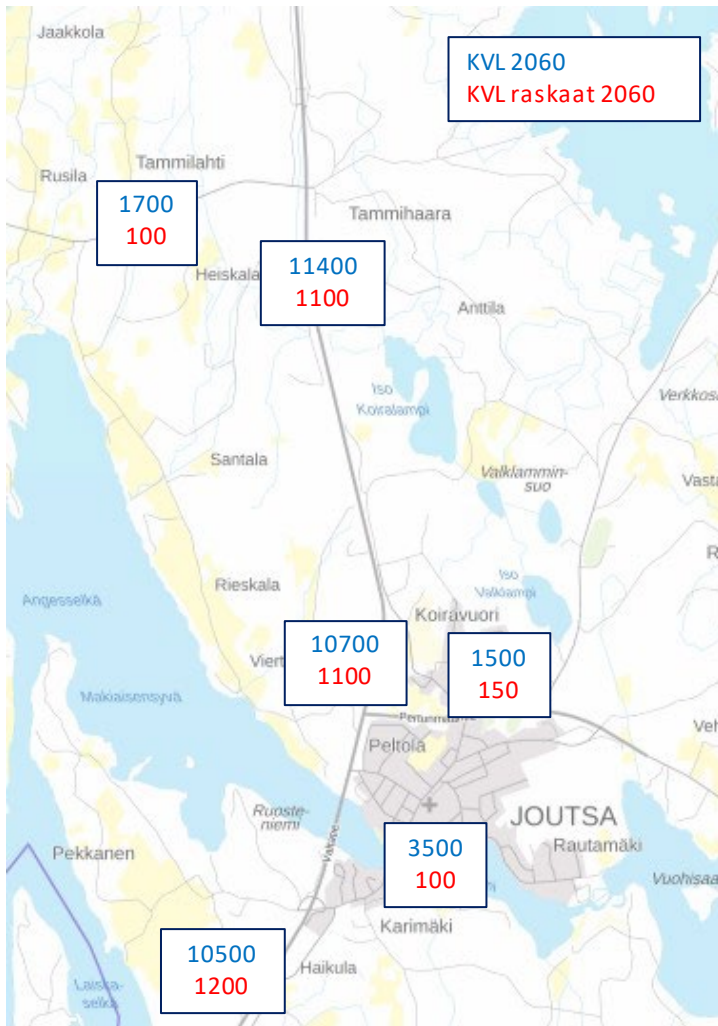 Jaakkola
KVL 2060
KVL raskaat 2060
Tammilahti
Rusila
1700
100
Tammihaara
Heiskala
11400
1100
Anttila
Iso
Koiralampi
Verkkos
Santala
Valklammin-
suo
Vasta
R
Iso
Valklampi
Rieskala
Angesselkä
Koiravuori
10700
1100
1500
150
Viert
Makiaisensyvä
Peltola
Veh
Ruoste-
niemi
JOUTSA
Rautamäki
Pekkanen
3500
100
Vuohisaa
Karimäki
10500
1200
Haikula